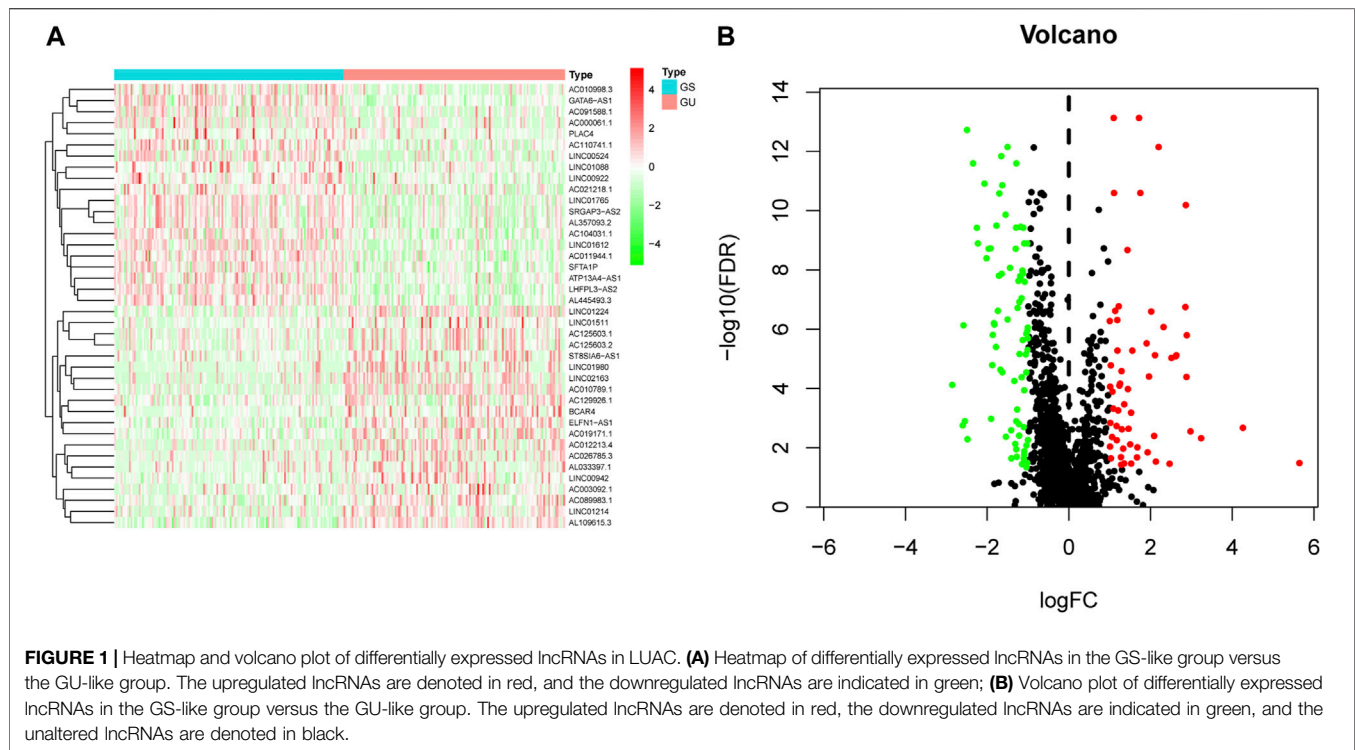 A
Type
AC010998.3
GATA6−AS1
AC091588.1
AC000061.1
PLAC4
AC110741.1
LINC00524
LINC01088
LINC00922
AC021218.1
LINC01765
SRGAP3−AS2
AL357093.2
AC104031.1
LINC01612
AC011944.1
SFTA1P
ATP13A4−AS1
LHFPL3−AS2
AL445493.3
LINC01224
LINC01511
AC125603.1
AC125603.2
ST8SIA6−AS1
LINC01980
LINC02163
AC010789.1
AC129926.1
BCAR4
ELFN1−AS1
AC019171.1
AC012213.4
AC026785.3
AL033397.1
LINC00942
AC003092.1
AC089983.1
LINC01214
AL109615.3
4
2
0
−2
−4
Type
GS
GU
B
Volcano
−log10(FDR)
14
12
10
8
6
4
2
0
−6 −4 −2 0 2 4 6
logFC
FIGURE 1 | Heatmap and volcano plot of differentially expressed lncRNAs in LUAC. (A) Heatmap of differentially expressed lncRNAs in the GS-like group versus
the GU-like group. The upregulated lncRNAs are denoted in red, and the downregulated lncRNAs are indicated in green; (B) Volcano plot of differentially expressed
lncRNAs in the GS-like group versus the GU-like group. The upregulated lncRNAs are denoted in red, the downregulated lncRNAs are indicated in green, and the
unaltered lncRNAs are denoted in black.